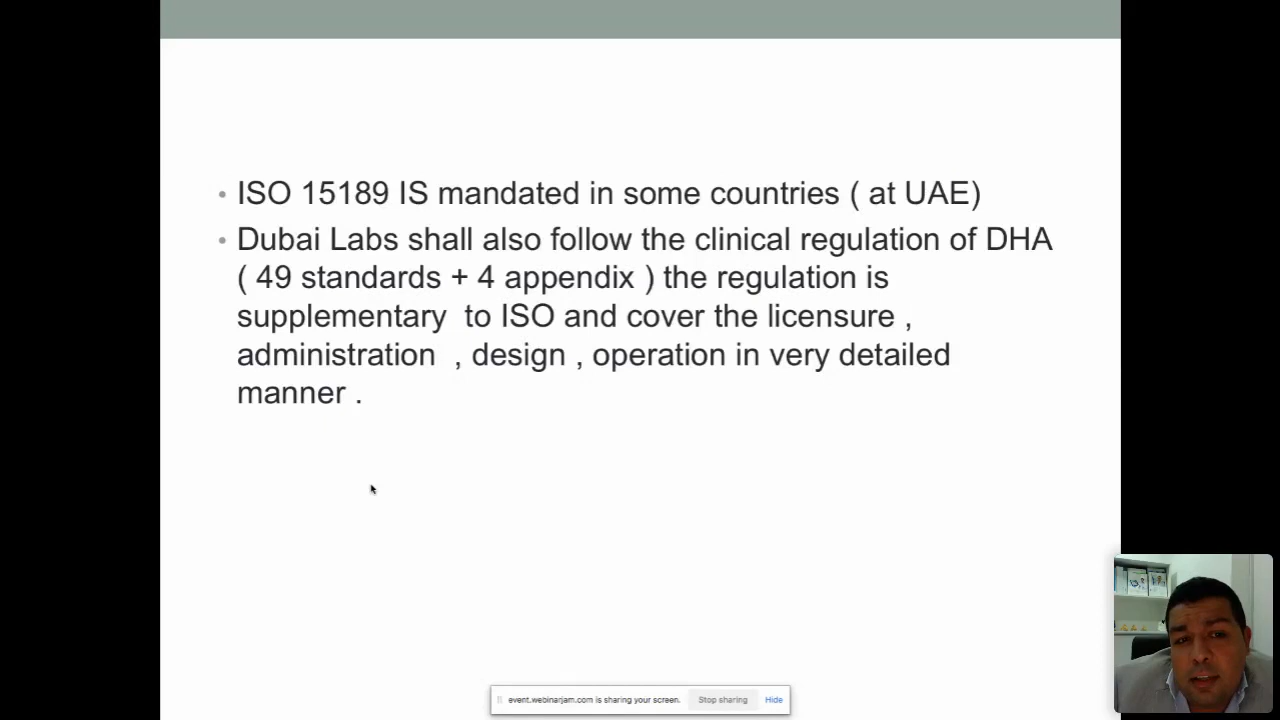 • ISO 15189 IS mandated in some countries ( at UAE)
• Dubai Labs shall also follow the clinical regulation of DHA
( 49 standards + 4 appendix ) the regulation is
supplementary  to ISO and cover the licensure ,
administration  , design , operation in very detailed
manner .
event.webinarjam.com is sharing your screen. Stop sharing Hide